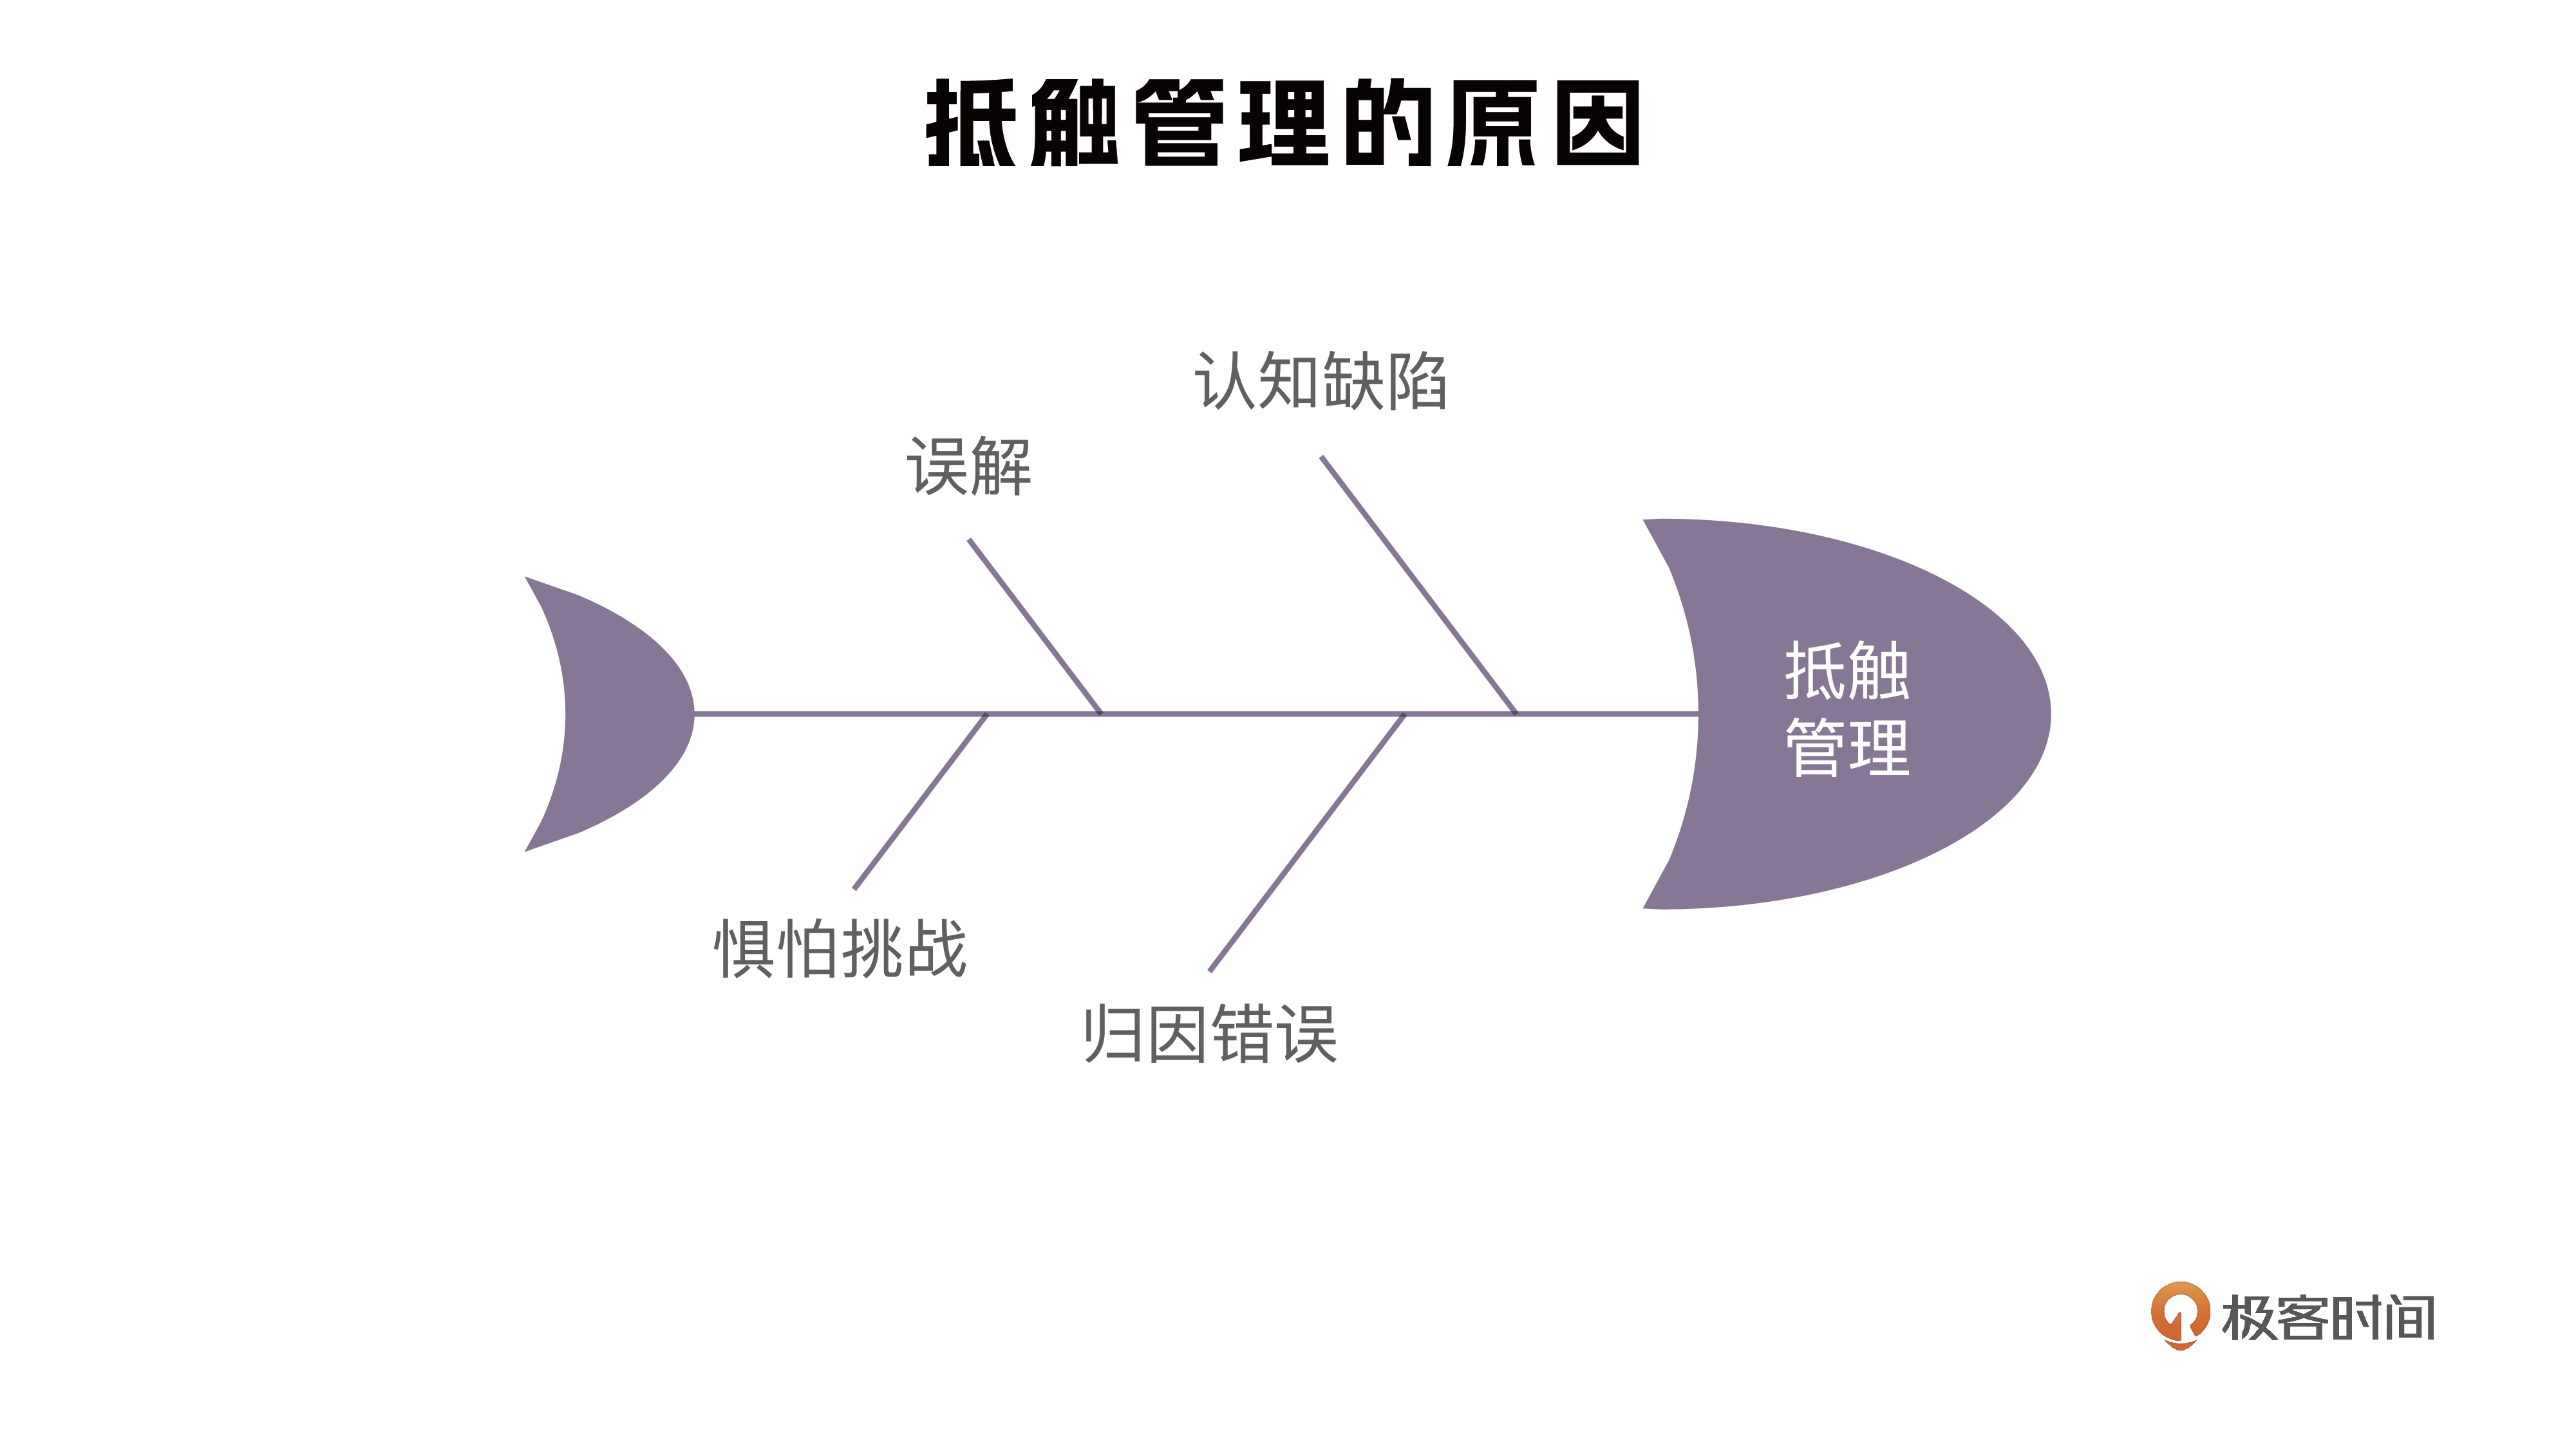 抵触管理的原因
认知缺陷
误解
抵触
管理
惧怕挑战
归因错误
极客时间